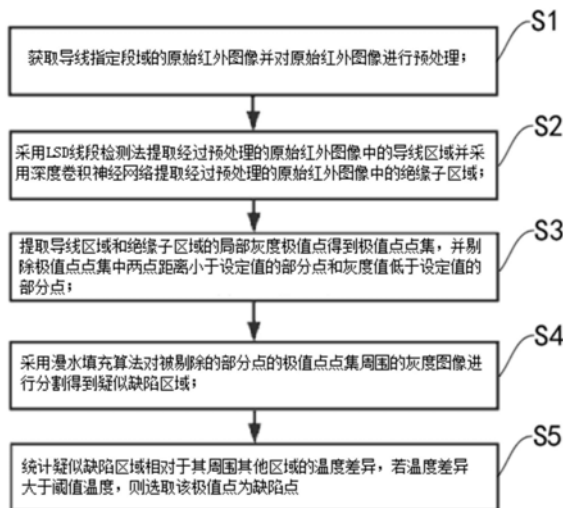 S1
获取导线指定段域的原始红外图像并对原始红外图像进行预处理;
S2
采用LSD线段检测法提取经过预处理的原始红外图像中的导线区域并采
用深度卷积神经网络提取经过预处理的原始红外图像中的绝缘子区域;
S3
提取导线区域和绝缘子区域的局部灰度极值点得到极值点点集,并剔
除极值点点集中两点距离小于设定值的部分点和灰度值低于设定值的
部分点;
S4
采用漫水填充算法对被剔除的部分点的极值点点集周围的灰度图像进
行分割得到疑似缺陷区域;
S5
统计疑似缺陷区域相对于其周围其他区域的温度差异,若温度差异
大于阈值温度,则选取该极值点为缺陷点